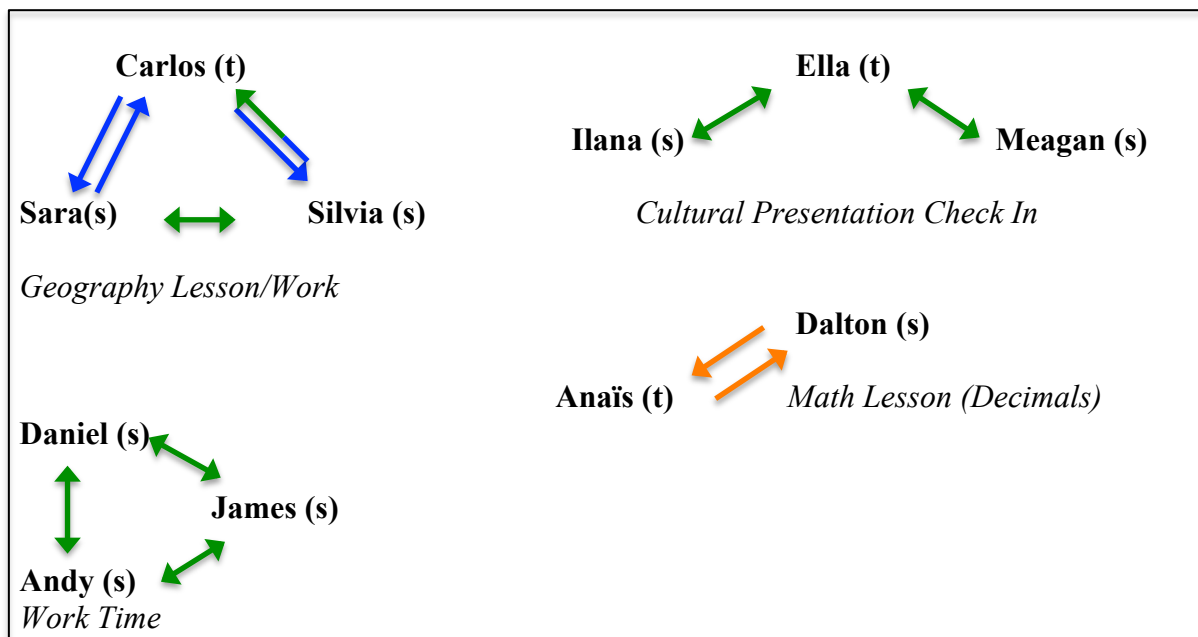 Carlos (t)
Sara(s)
Silvia (s)
Geography Lesson/Work
Ella (t)
Ilana (s)
Meagan (s)
Cultural Presentation Check In
Dalton (s)
Anaïs (t)
Math Lesson (Decimals)
Daniel (s)
James (s)
Andy (s)
Work Time